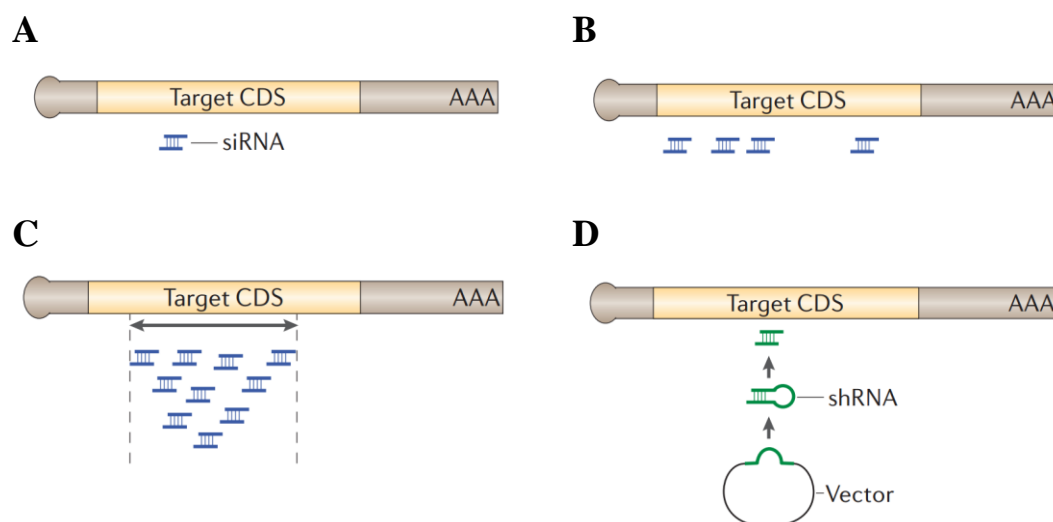 A
Target CDS AAA
siRNA
B
Target CDS AAA
C
Target CDS AAA
D
Target CDS AAA
shRNA
Vector